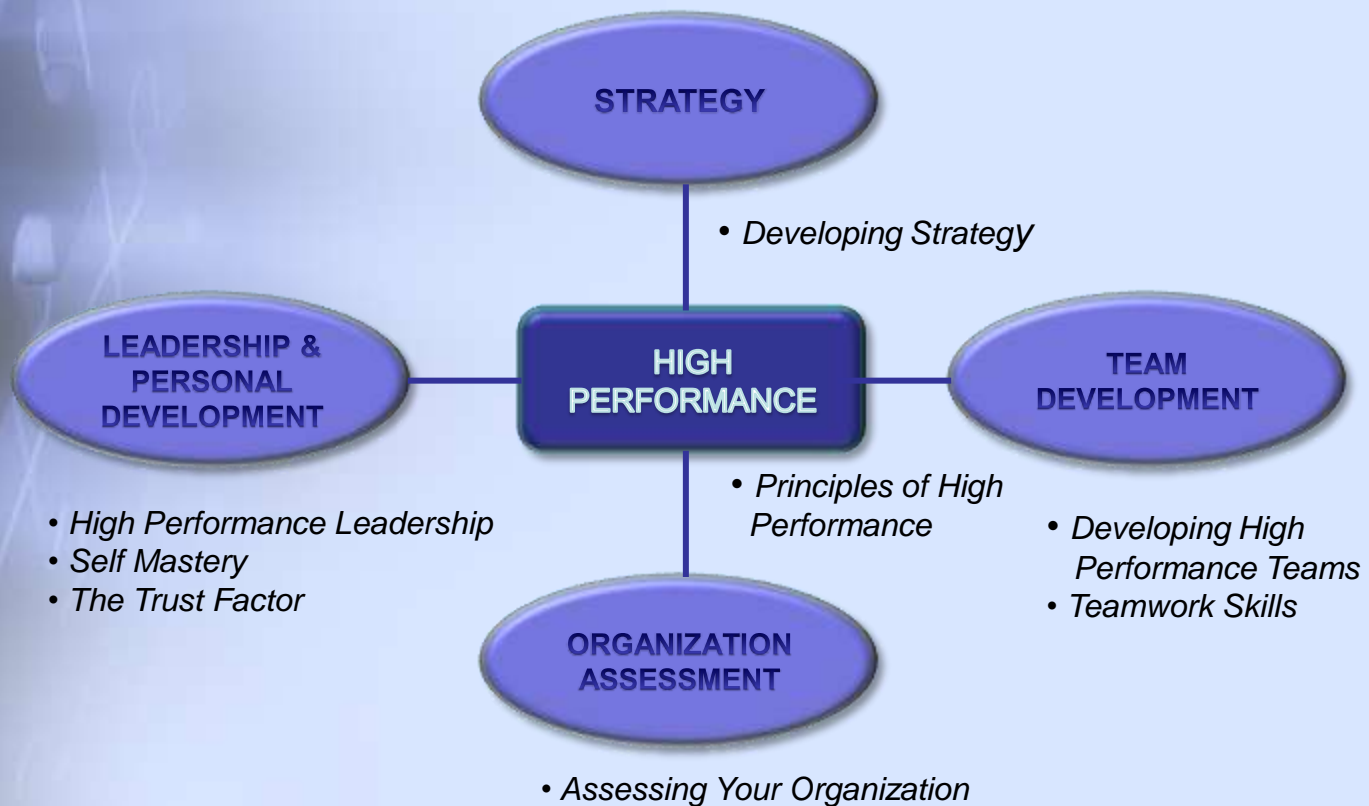 STRATEGY
• Developing Strategy
LEADERSHIP &
PERSONAL
DEVELOPMENT
HIGH
PERFORMANCE
TEAM
DEVELOPMENT
• High Performance Leadership
• Self Mastery
• The Trust Factor
• Principles of High
Performance
• Developing High
Performance Teams
• Teamwork Skills
ORGANIZATION
ASSESSMENT
• Assessing Your Organization